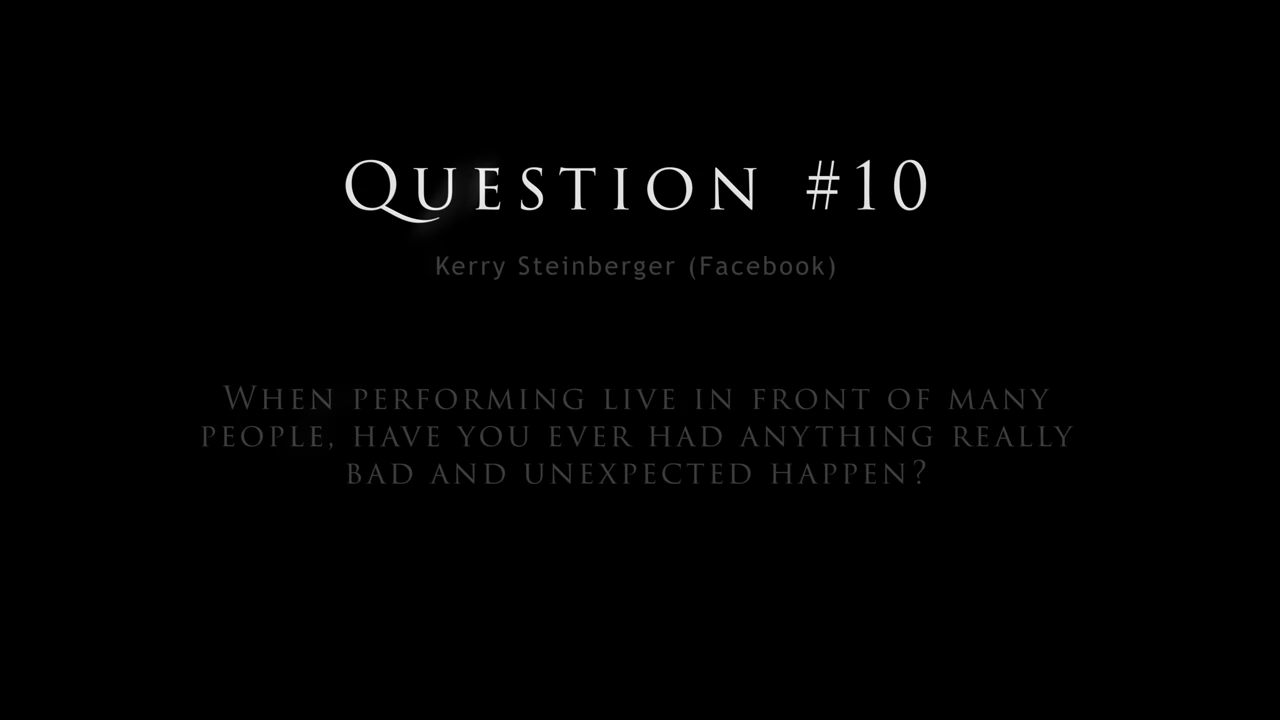 Question #10
Kerry Steinberger (Facebook)
When performing live in front of many
people, have you ever had anything really
bad and unexpected happen?